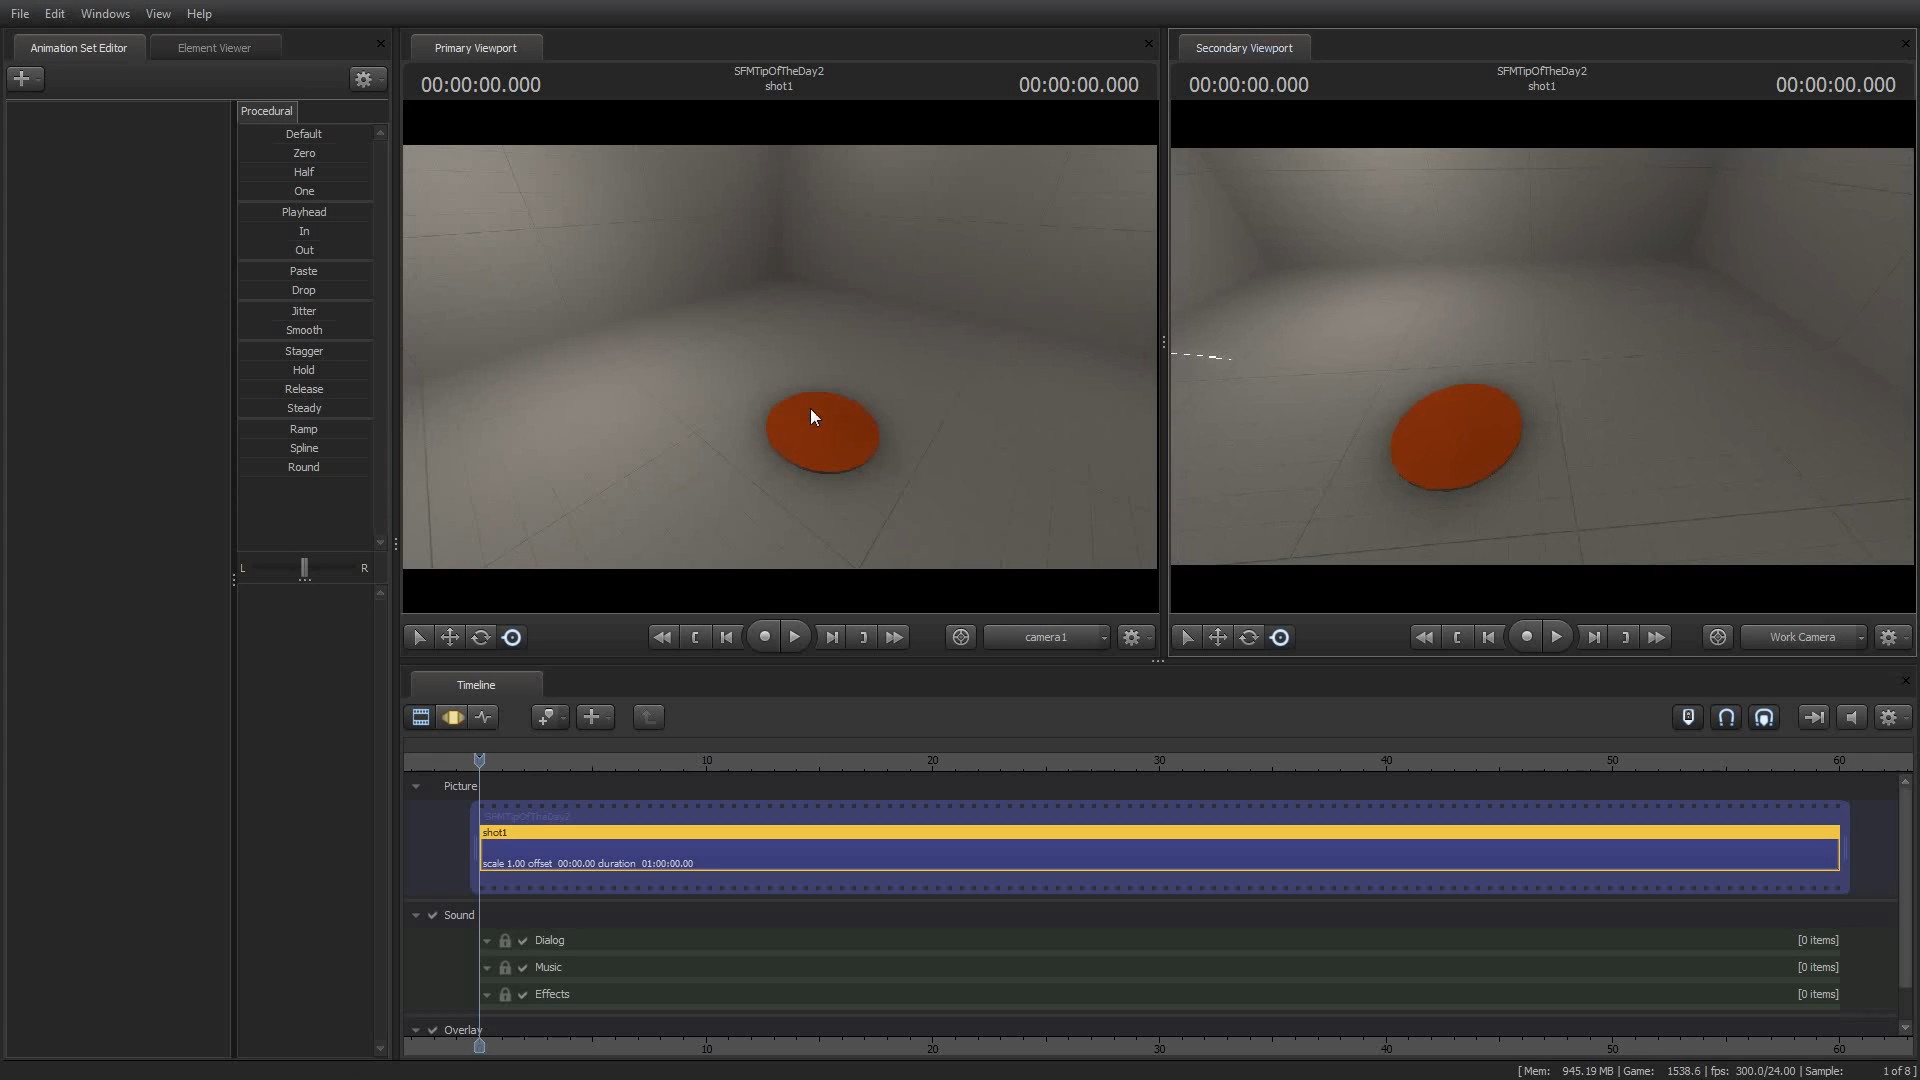 File Edit Windows View Help
Animation Set Editor Element Viewer
Procedural
Default
Zero
Half
One
Playhead
In
Out
Paste
Drop
Jitter
Smooth
Stagger
Hold
Release
Steady
Ramp
Spline
Round
L R
Primary Viewport
00:00:00.000 SFMTipOfTheDay2 00:00:00.000
shot1
camera1
Secondary Viewport
00:00:00.000 SFMTipOfTheDay2 00:00:00.000
shot1
Work Camera
Timeline
10 20 30 40 50 60
Picture
SFMTipOfTheDay2
shot1
scale 1.00 offset 00:00.00 duration 01:00:00.00
Sound
Dialog [0 items]
Music [0 items]
Effects [0 items]
Overlay
10 20 30 40 50 60
[ Mem: 945.19 MB | Game: 1538.6 | fps: 300.0/24.00 | Sample: 1 of 8 ]